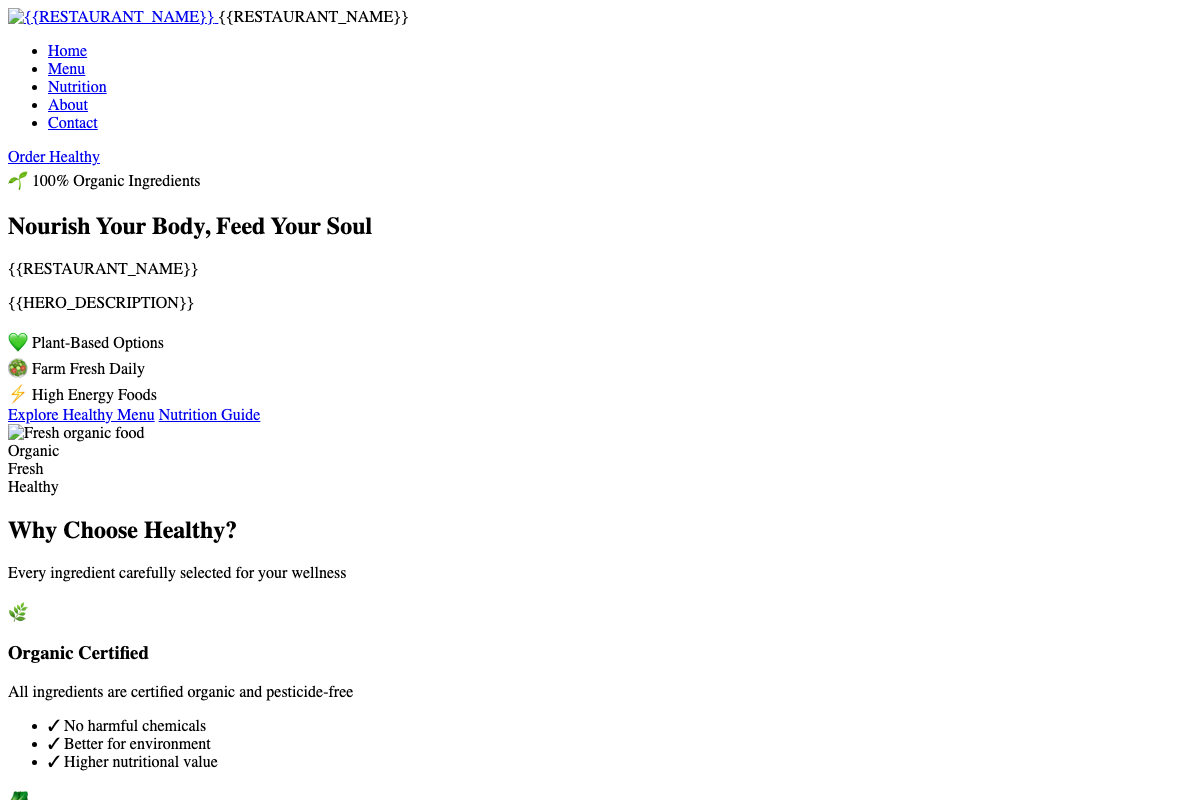 {{RESTAURANT_NAME}} {{RESTAURANT_NAME}}
Home
Menu
Nutrition
About
Contact
Order Healthy
🌱 100% Organic Ingredients
Nourish Your Body, Feed Your Soul
{{RESTAURANT_NAME}}
{{HERO_DESCRIPTION}}
💚 Plant-Based Options
🥗 Farm Fresh Daily
⚡ High Energy Foods
Explore Healthy Menu Nutrition Guide
Fresh organic food
Organic
Fresh
Healthy
Why Choose Healthy?
Every ingredient carefully selected for your wellness
🌿
Organic Certified
All ingredients are certified organic and pesticide-free
✓ No harmful chemicals
✓ Better for environment
✓ Higher nutritional value